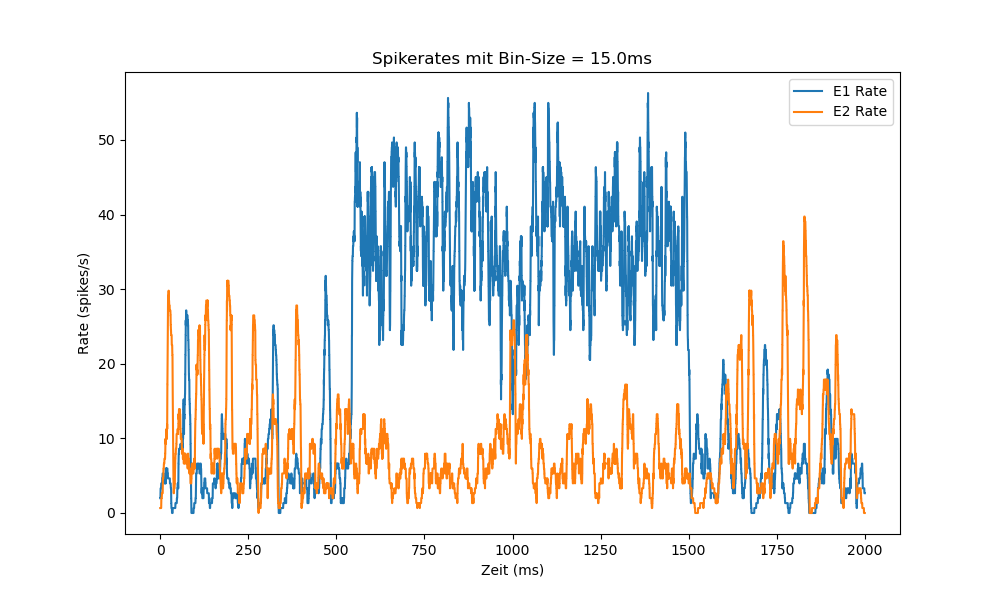 Spikerates mit Bin-Size = 15.0ms
E1 Rate
E2 Rate
Rate (spikes/s)
50
40
30
20
10
0
0 250 500 750 1000 1250 1500 1750 2000
Zeit (ms)